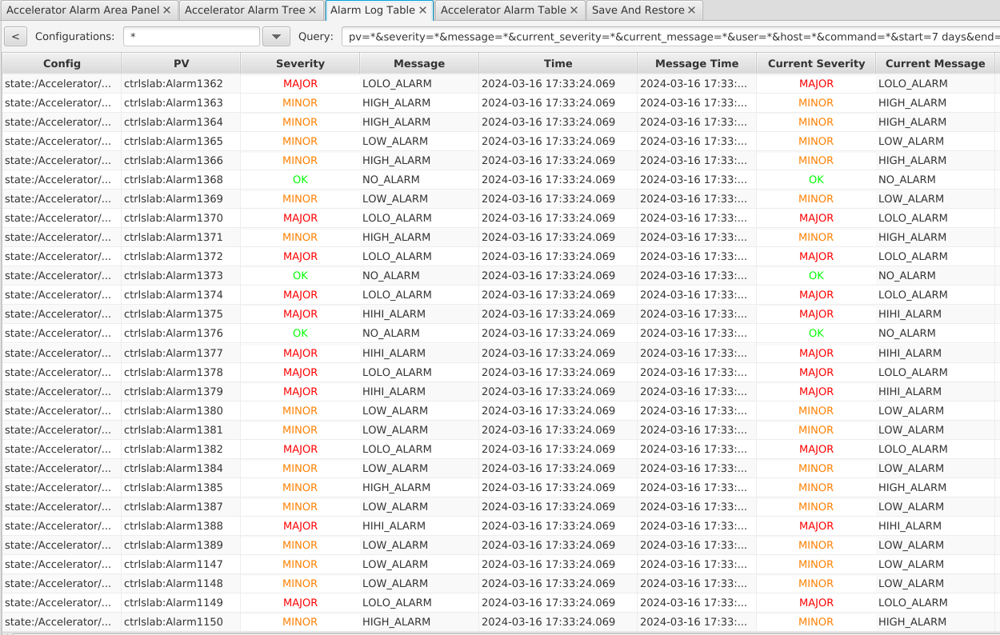 Accelerator Alarm Area Panel ✕ Accelerator Alarm Tree ✕ Alarm Log Table ✕ Accelerator Alarm Table ✕ Save And Restore ✕
< Configurations: * Query: pv=*&severity=*&message=*&current_severity=*&current_message=*&user=*&host=*&command=*&start=7 days&end=
Config PV Severity Message Time Message Time Current Severity Current Message
state:/Accelerator/... ctrlslab:Alarm1362 MAJOR LOLO_ALARM 2024-03-16 17:33:24.069 2024-03-16 17:33:... MAJOR LOLO_ALARM
state:/Accelerator/... ctrlslab:Alarm1363 MINOR HIGH_ALARM 2024-03-16 17:33:24.069 2024-03-16 17:33:... MINOR HIGH_ALARM
state:/Accelerator/... ctrlslab:Alarm1364 MINOR HIGH_ALARM 2024-03-16 17:33:24.069 2024-03-16 17:33:... MINOR HIGH_ALARM
state:/Accelerator/... ctrlslab:Alarm1365 MINOR LOW_ALARM 2024-03-16 17:33:24.069 2024-03-16 17:33:... MINOR LOW_ALARM
state:/Accelerator/... ctrlslab:Alarm1366 MINOR HIGH_ALARM 2024-03-16 17:33:24.069 2024-03-16 17:33:... MINOR HIGH_ALARM
state:/Accelerator/... ctrlslab:Alarm1368 OK NO_ALARM 2024-03-16 17:33:24.069 2024-03-16 17:33:... OK NO_ALARM
state:/Accelerator/... ctrlslab:Alarm1369 MINOR LOW_ALARM 2024-03-16 17:33:24.069 2024-03-16 17:33:... MINOR LOW_ALARM
state:/Accelerator/... ctrlslab:Alarm1370 MAJOR LOLO_ALARM 2024-03-16 17:33:24.069 2024-03-16 17:33:... MAJOR LOLO_ALARM
state:/Accelerator/... ctrlslab:Alarm1371 MINOR HIGH_ALARM 2024-03-16 17:33:24.069 2024-03-16 17:33:... MINOR HIGH_ALARM
state:/Accelerator/... ctrlslab:Alarm1372 MAJOR LOLO_ALARM 2024-03-16 17:33:24.069 2024-03-16 17:33:... MAJOR LOLO_ALARM
state:/Accelerator/... ctrlslab:Alarm1373 OK NO_ALARM 2024-03-16 17:33:24.069 2024-03-16 17:33:... OK NO_ALARM
state:/Accelerator/... ctrlslab:Alarm1374 MAJOR LOLO_ALARM 2024-03-16 17:33:24.069 2024-03-16 17:33:... MAJOR LOLO_ALARM
state:/Accelerator/... ctrlslab:Alarm1375 MAJOR HIHI_ALARM 2024-03-16 17:33:24.069 2024-03-16 17:33:... MAJOR HIHI_ALARM
state:/Accelerator/... ctrlslab:Alarm1376 OK NO_ALARM 2024-03-16 17:33:24.069 2024-03-16 17:33:... OK NO_ALARM
state:/Accelerator/... ctrlslab:Alarm1377 MAJOR HIHI_ALARM 2024-03-16 17:33:24.069 2024-03-16 17:33:... MAJOR HIHI_ALARM
state:/Accelerator/... ctrlslab:Alarm1378 MAJOR LOLO_ALARM 2024-03-16 17:33:24.069 2024-03-16 17:33:... MAJOR LOLO_ALARM
state:/Accelerator/... ctrlslab:Alarm1379 MAJOR HIHI_ALARM 2024-03-16 17:33:24.069 2024-03-16 17:33:... MAJOR HIHI_ALARM
state:/Accelerator/... ctrlslab:Alarm1380 MINOR LOW_ALARM 2024-03-16 17:33:24.069 2024-03-16 17:33:... MINOR LOW_ALARM
state:/Accelerator/... ctrlslab:Alarm1381 MINOR LOW_ALARM 2024-03-16 17:33:24.069 2024-03-16 17:33:... MINOR LOW_ALARM
state:/Accelerator/... ctrlslab:Alarm1382 MAJOR LOLO_ALARM 2024-03-16 17:33:24.069 2024-03-16 17:33:... MAJOR LOLO_ALARM
state:/Accelerator/... ctrlslab:Alarm1384 MINOR LOW_ALARM 2024-03-16 17:33:24.069 2024-03-16 17:33:... MINOR LOW_ALARM
state:/Accelerator/... ctrlslab:Alarm1385 MINOR HIGH_ALARM 2024-03-16 17:33:24.069 2024-03-16 17:33:... MINOR HIGH_ALARM
state:/Accelerator/... ctrlslab:Alarm1387 MINOR LOW_ALARM 2024-03-16 17:33:24.069 2024-03-16 17:33:... MINOR LOW_ALARM
state:/Accelerator/... ctrlslab:Alarm1388 MAJOR HIHI_ALARM 2024-03-16 17:33:24.069 2024-03-16 17:33:... MAJOR HIHI_ALARM
state:/Accelerator/... ctrlslab:Alarm1389 MINOR LOW_ALARM 2024-03-16 17:33:24.069 2024-03-16 17:33:... MINOR LOW_ALARM
state:/Accelerator/... ctrlslab:Alarm1147 MINOR LOW_ALARM 2024-03-16 17:33:24.069 2024-03-16 17:33:... MINOR LOW_ALARM
state:/Accelerator/... ctrlslab:Alarm1148 MINOR LOW_ALARM 2024-03-16 17:33:24.069 2024-03-16 17:33:... MINOR LOW_ALARM
state:/Accelerator/... ctrlslab:Alarm1149 MAJOR LOLO_ALARM 2024-03-16 17:33:24.069 2024-03-16 17:33:... MAJOR LOLO_ALARM
state:/Accelerator/... ctrlslab:Alarm1150 MINOR HIGH_ALARM 2024-03-16 17:33:24.069 2024-03-16 17:33:... MINOR HIGH_ALARM